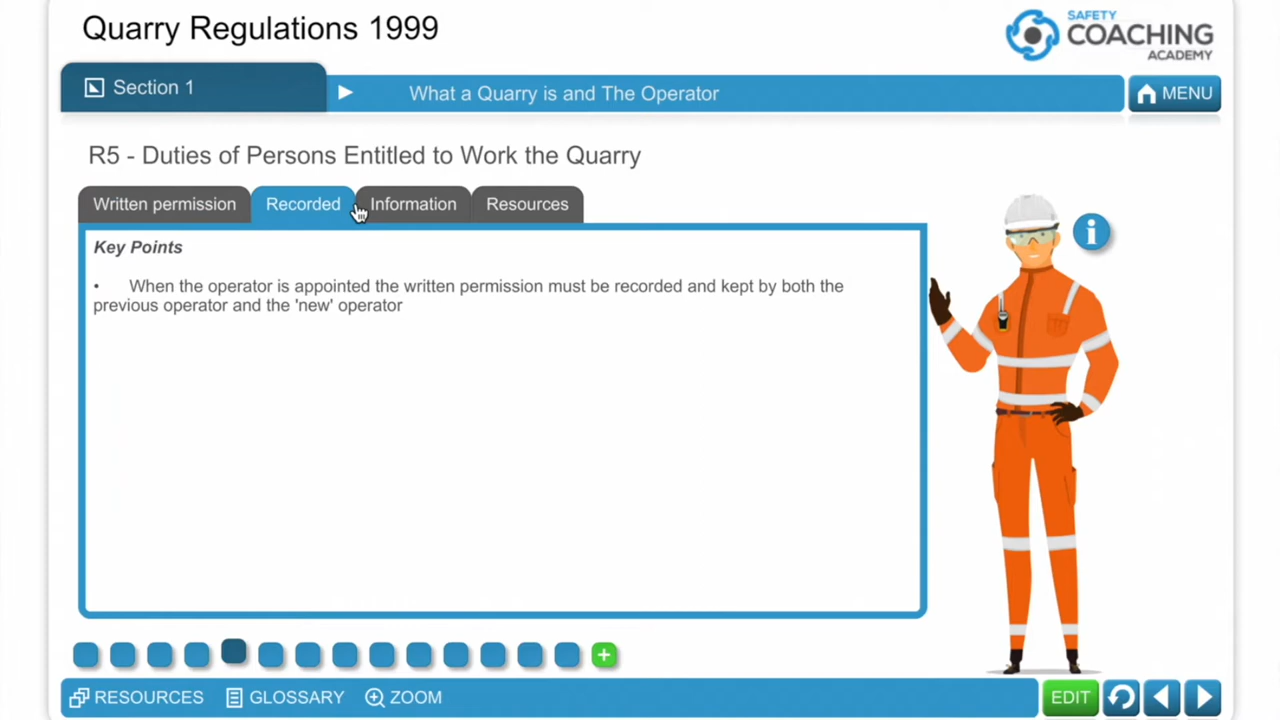 Quarry Regulations 1999
SAFETY
COACHING
ACADEMY
Section 1
What a Quarry is and The Operator
MENU
R5 - Duties of Persons Entitled to Work the Quarry
Written permission
Recorded
Information
Resources
Key Points
• When the operator is appointed the written permission must be recorded and kept by both the
previous operator and the 'new' operator
RESOURCES
GLOSSARY
ZOOM
EDIT